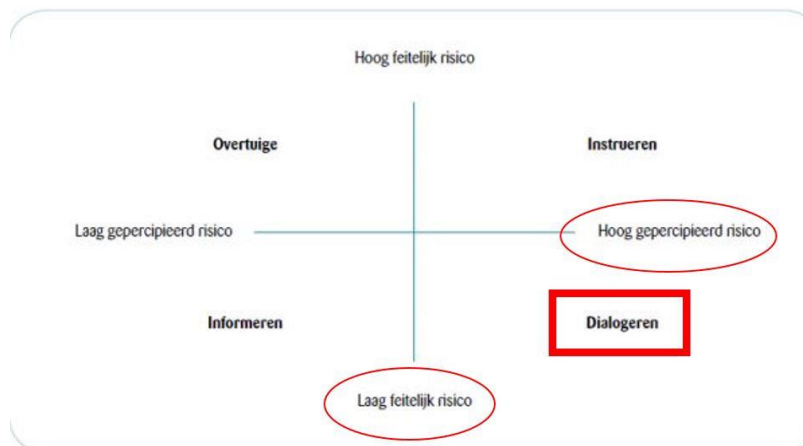 Hoog feitelijk risico
Overtuige
Instrueren
Laag gepercipieerd risico
Hoog gepercipieerd risico
Informeren
Dialogeren
Laag feitelijk risico